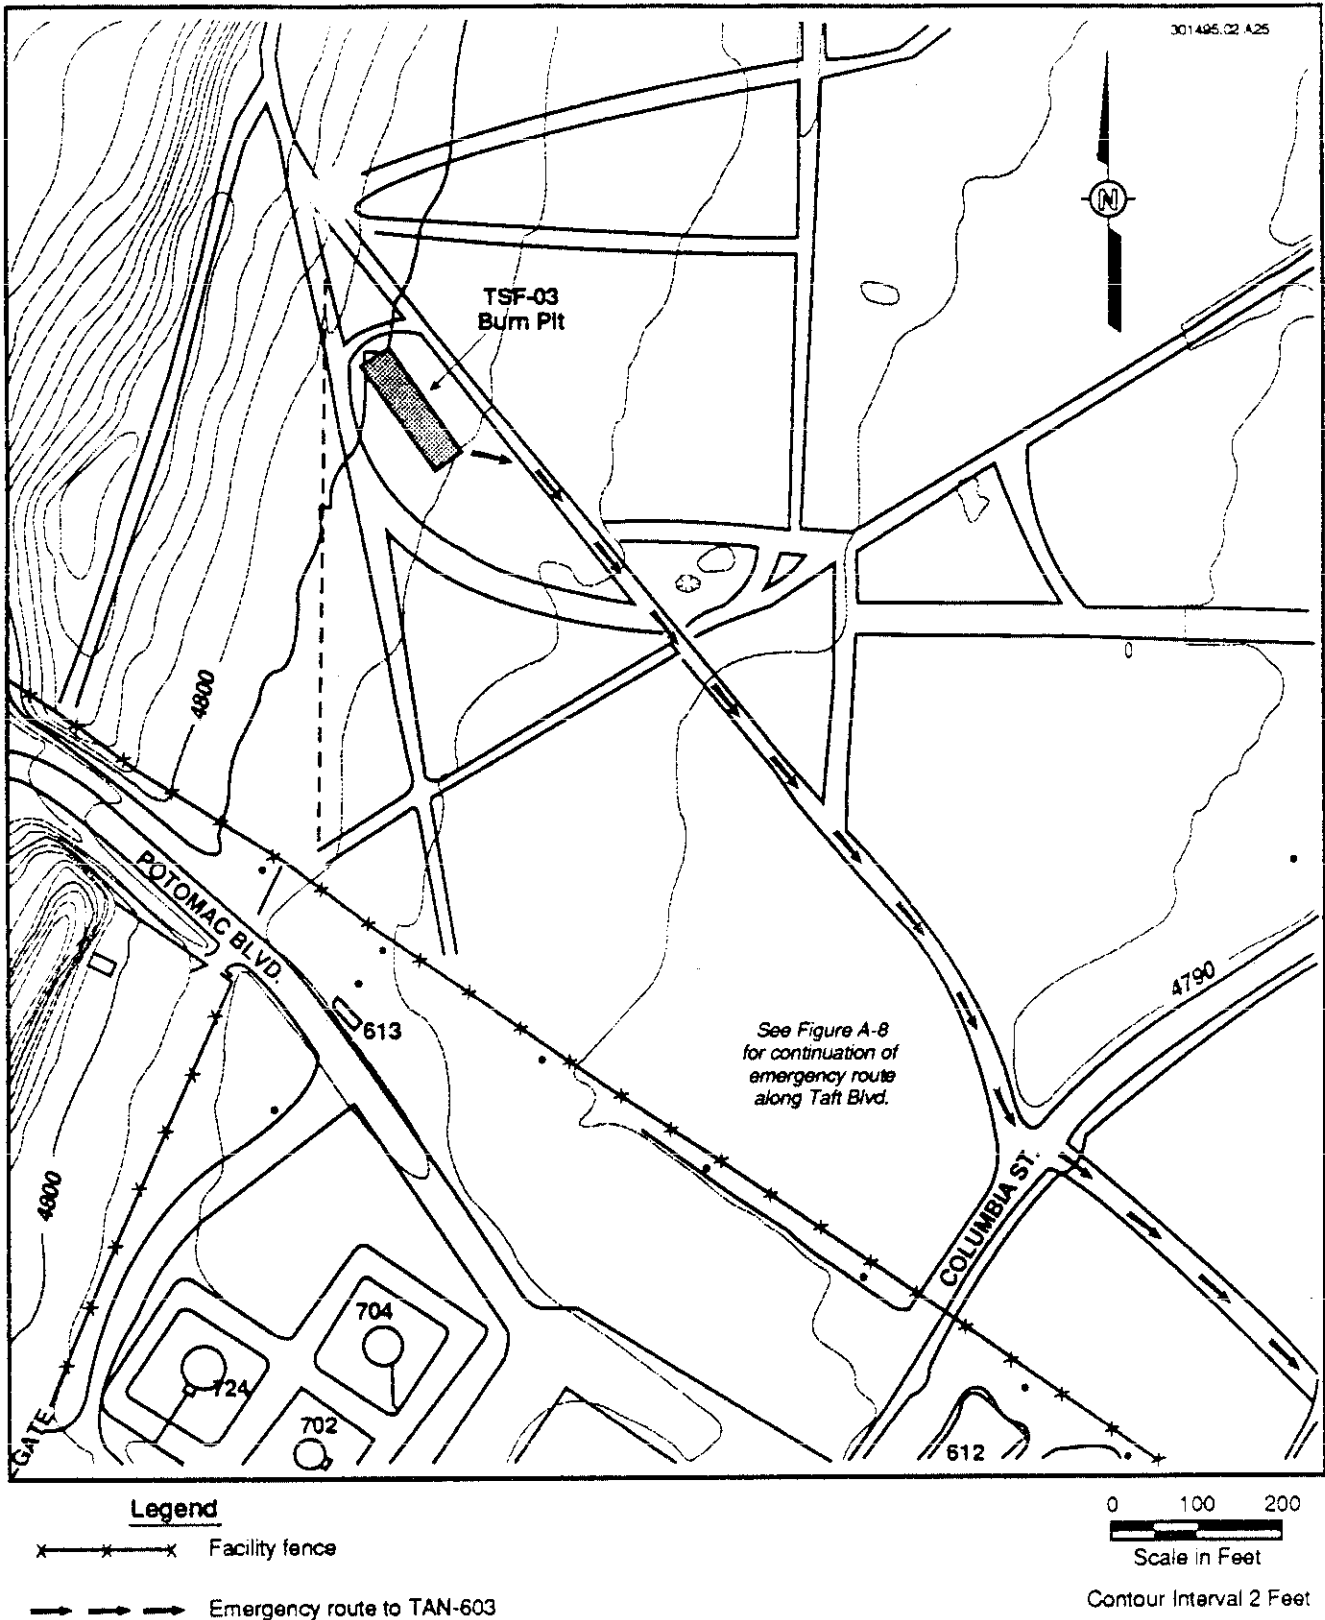 301495.02 A25
N
TSF-03
Burn Pit
4800
POTOMAC BLVD.
613
4790
See Figure A-8
for continuation of
emergency route
along Taft Blvd.
COLUMBIA ST.
4800
704
724
702
GATE
612
Legend
Facility fence
Emergency route to TAN-603
0 100 200
Scale in Feet
Contour Interval 2 Feet